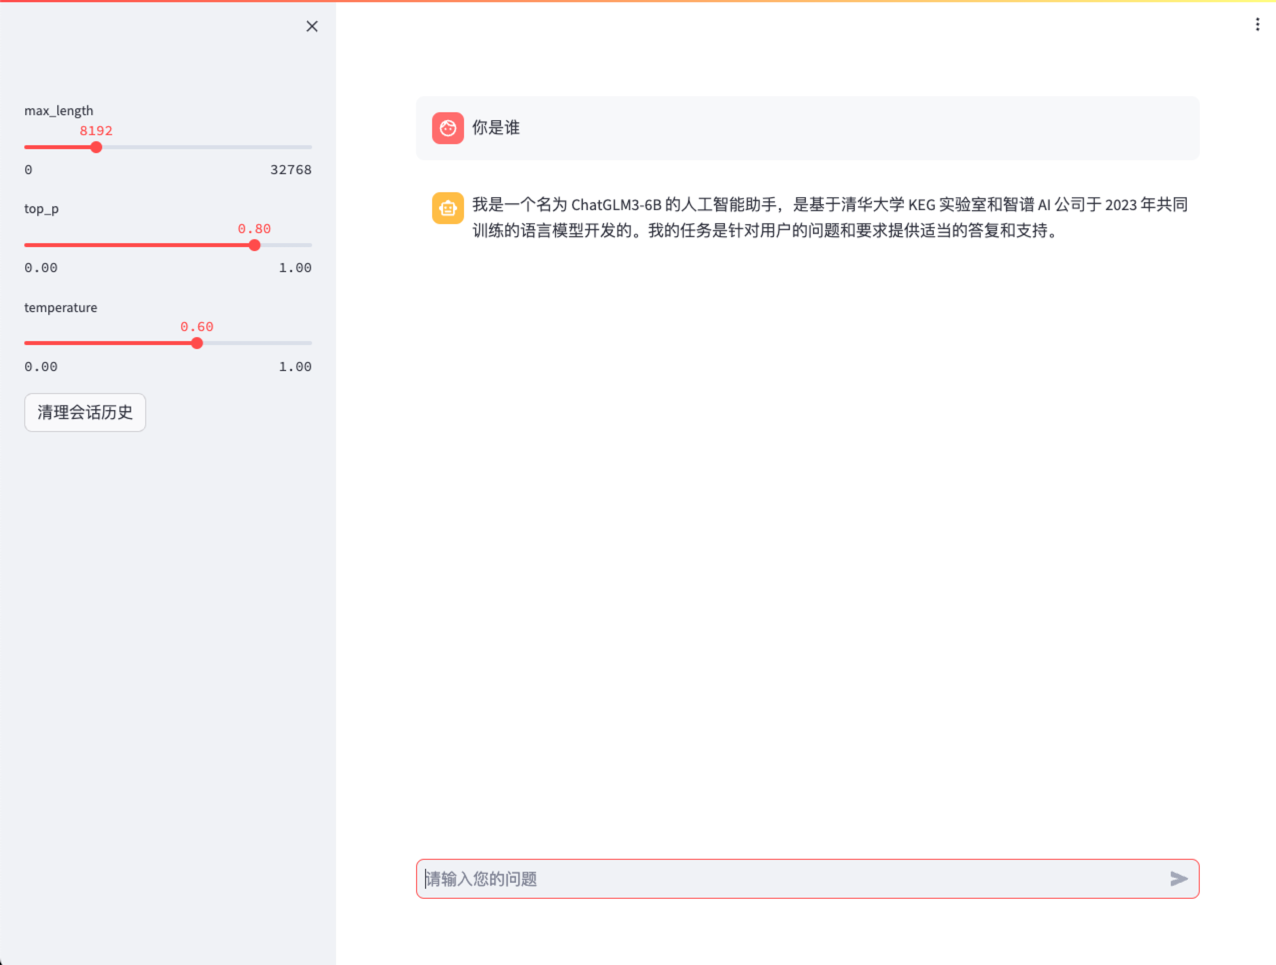 max_length
8192
0 32768
top_p
0.80
0.00 1.00
temperature
0.60
0.00 1.00
清理会话历史
你是谁
我是一个名为 ChatGLM3-6B 的人工智能助手，是基于清华大学 KEG 实验室和智谱 AI 公司于 2023 年共同
训练的语言模型开发的。我的任务是针对用户的问题和要求提供适当的答复和支持。
请输入您的问题